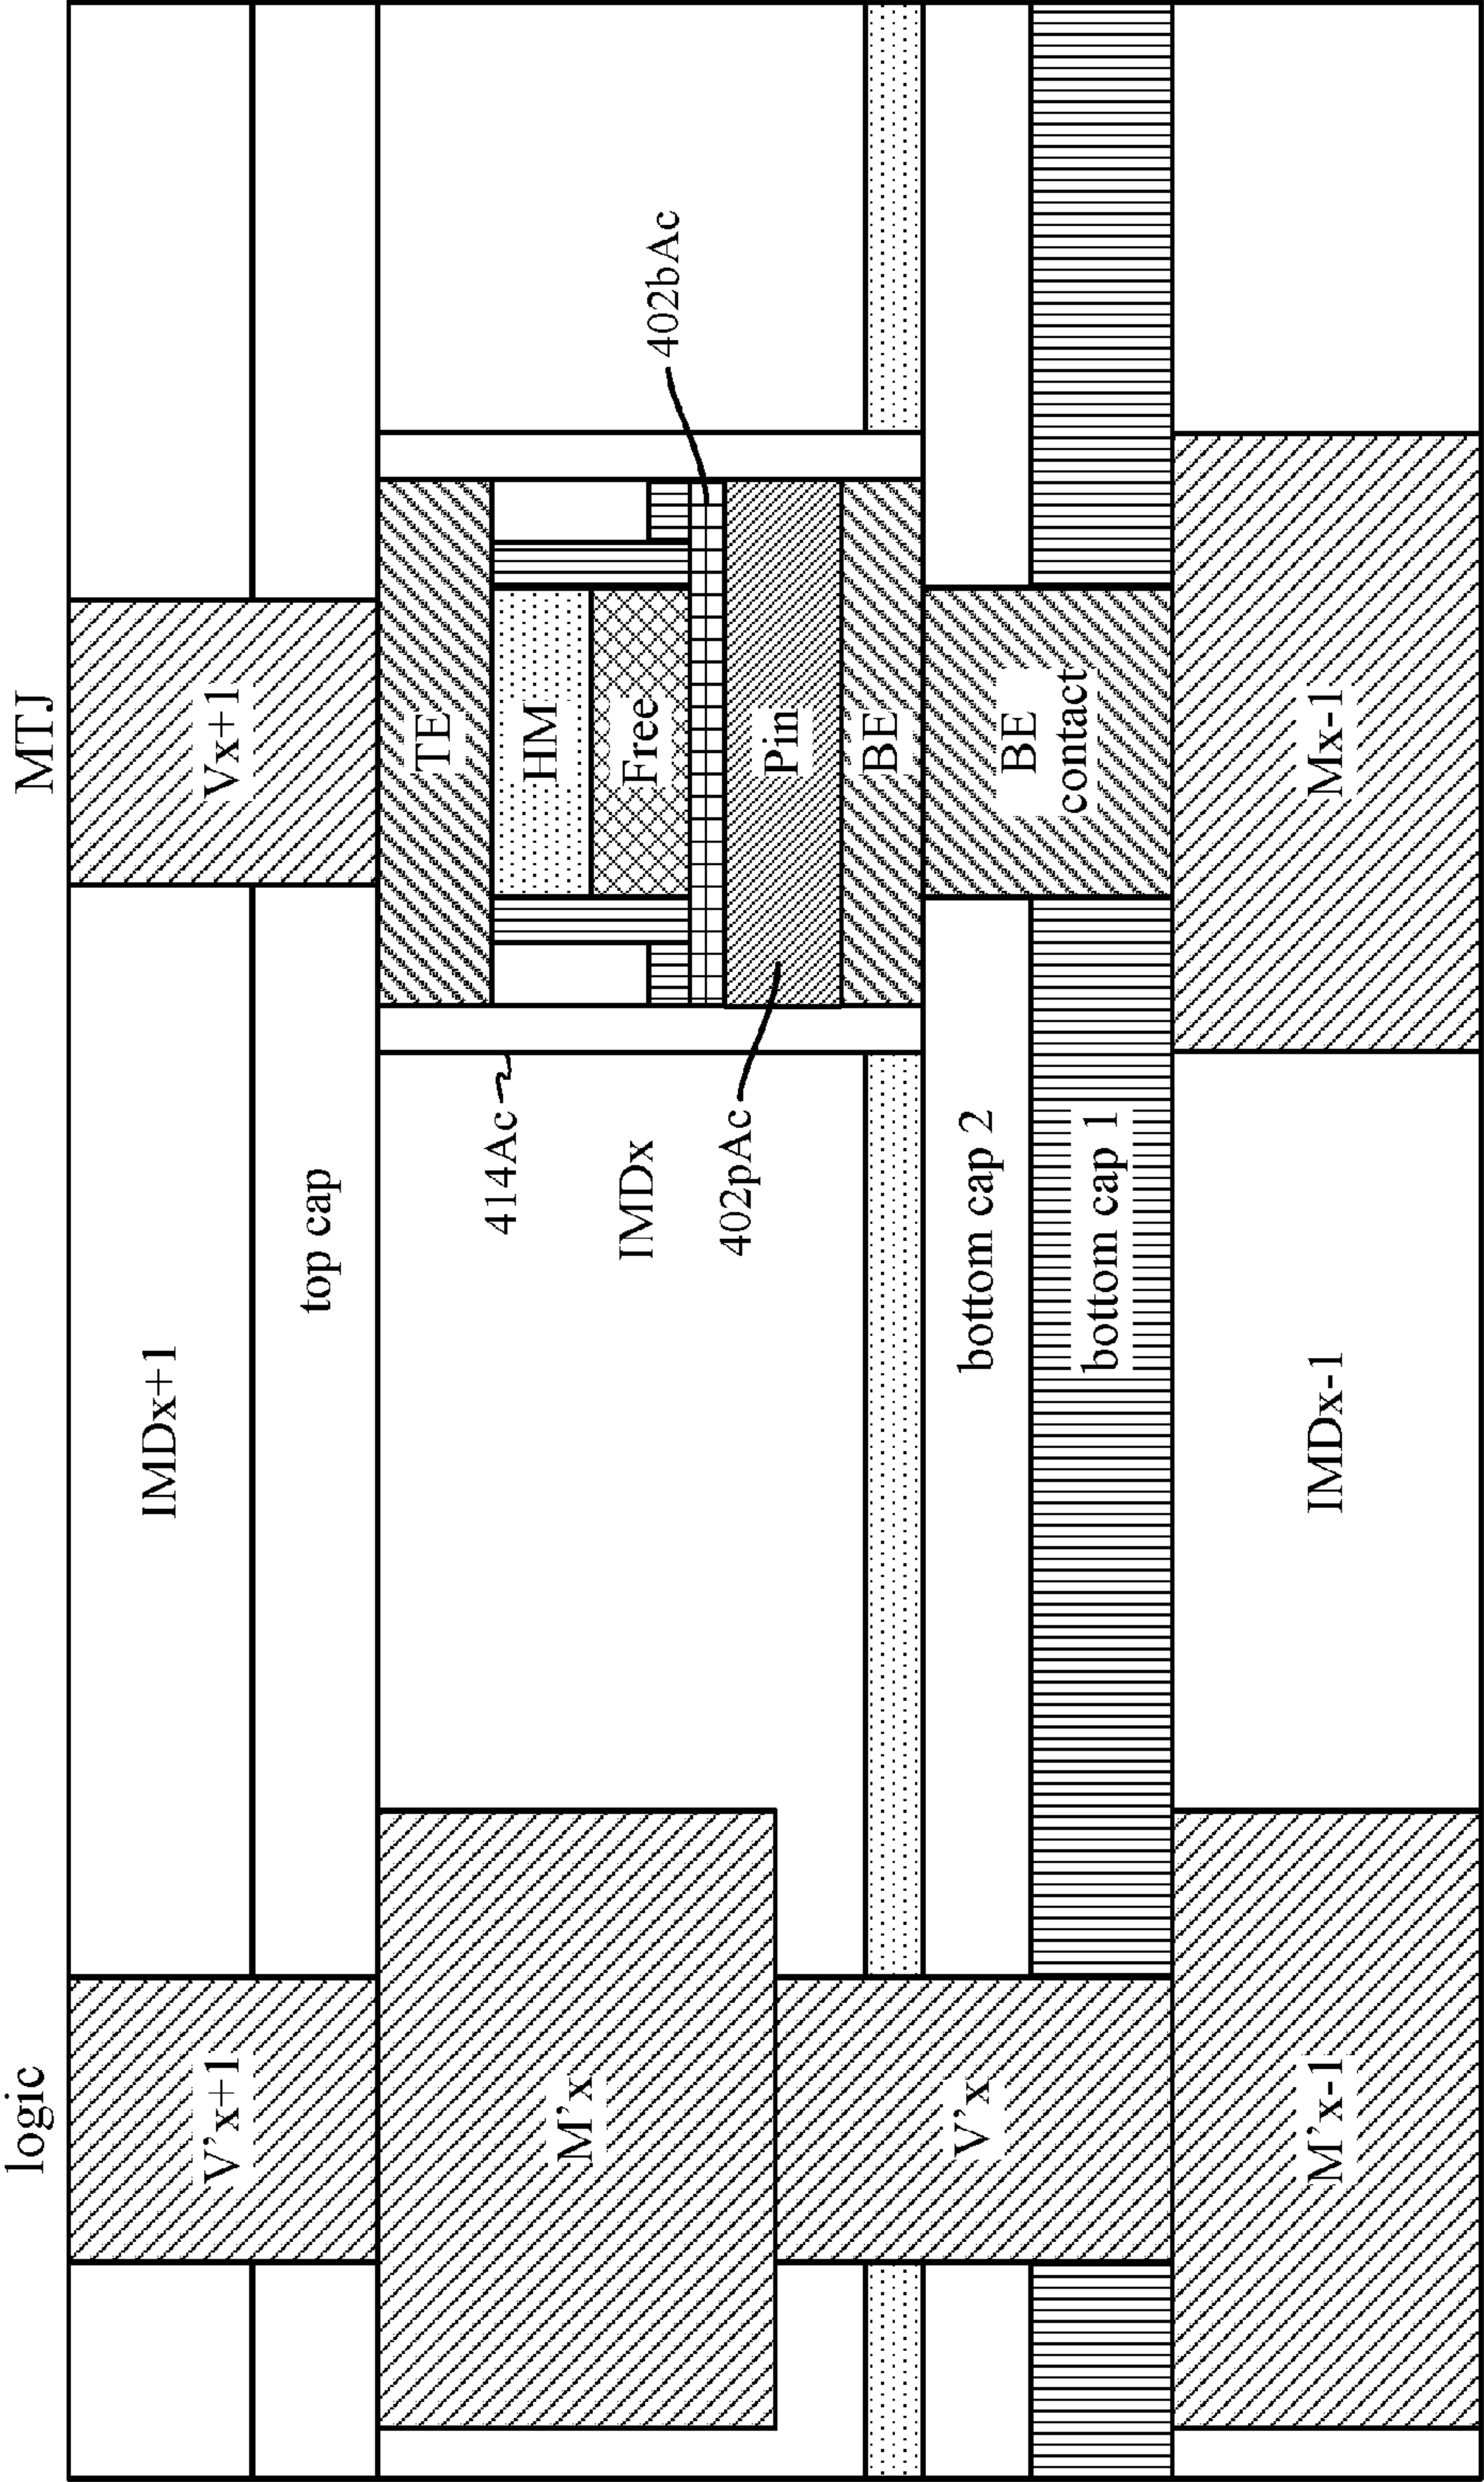 logic
MTJ
V'x+1
IMDx+1
Vx+1
top cap
TE
414Ac
HM
M'x
IMDx
Free
402bAc
402pAc
Pin
BE
V'x
bottom cap 2
BE
contact
bottom cap 1
M'x-1
IMDx-1
Mx-1